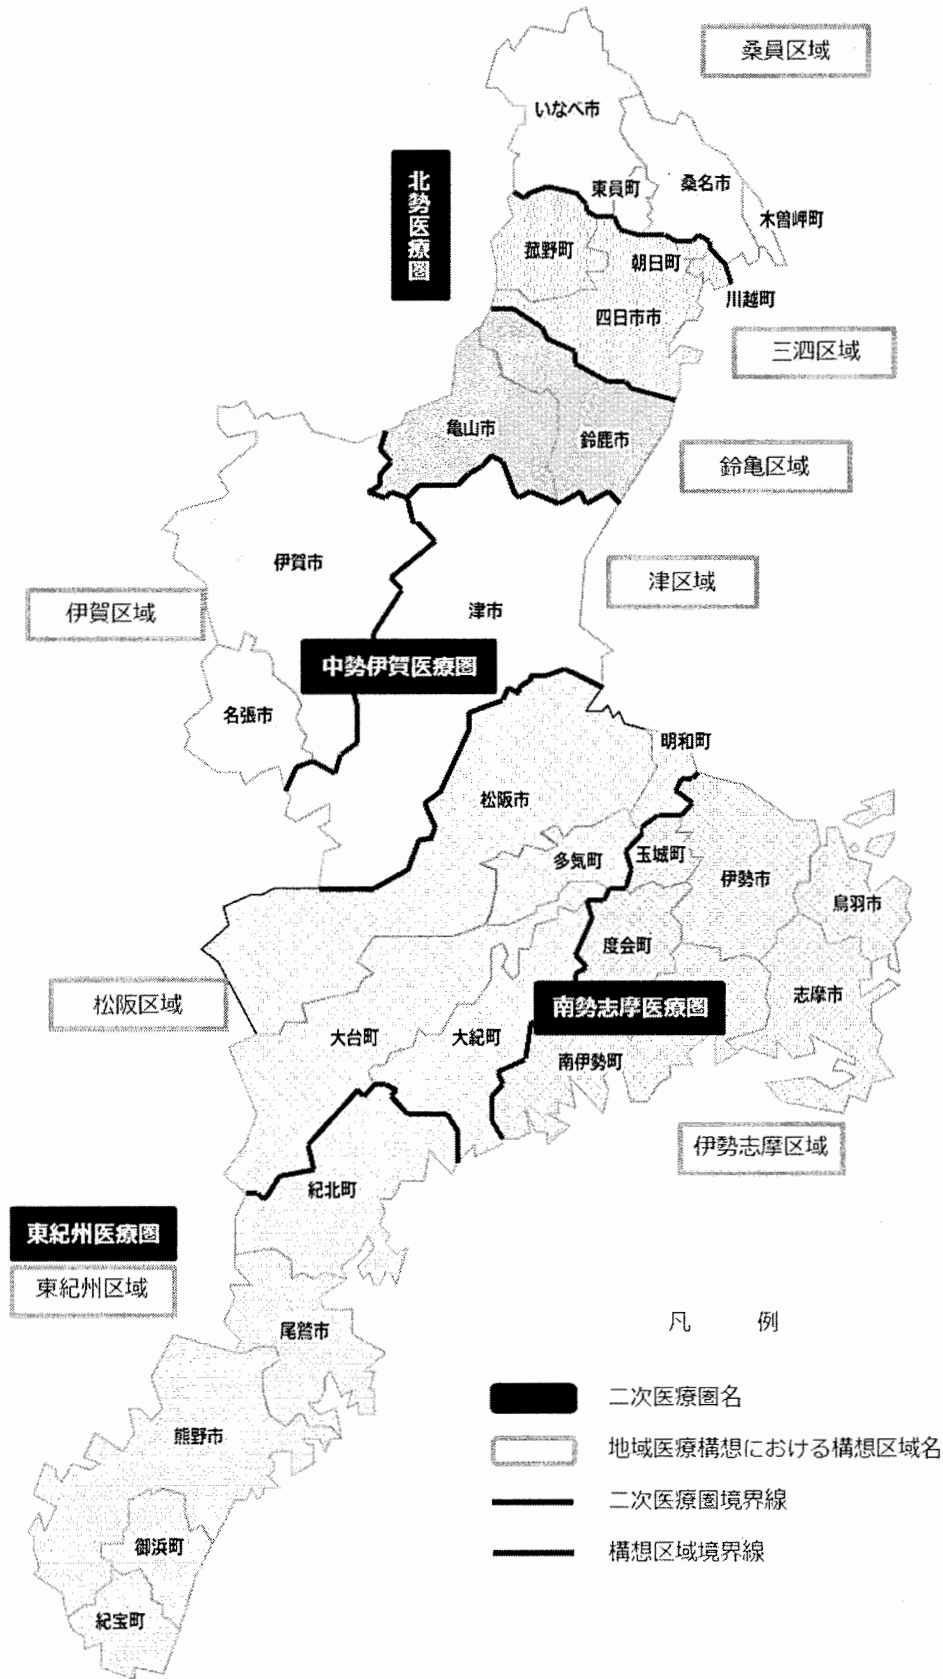 桑員区域
いなべ市
東員町
桑名市
木曽岬町
北勢医療圏
菰野町
朝日町
川越町
四日市市
三泗区域
亀山市
鈴鹿市
鈴亀区域
伊賀市
津区域
伊賀区域
津市
中勢伊賀医療圏
名張市
明和町
松阪市
多気町
玉城町
伊勢市
鳥羽市
度会町
松阪区域
南勢志摩医療圏
志摩市
大台町
大紀町
南伊勢町
伊勢志摩区域
紀北町
東紀州医療圏
東紀州区域
尾鷲市
熊野市
御浜町
紀宝町
凡 例
二次医療圏名
地域医療構想における構想区域名
二次医療圏境界線
構想区域境界線